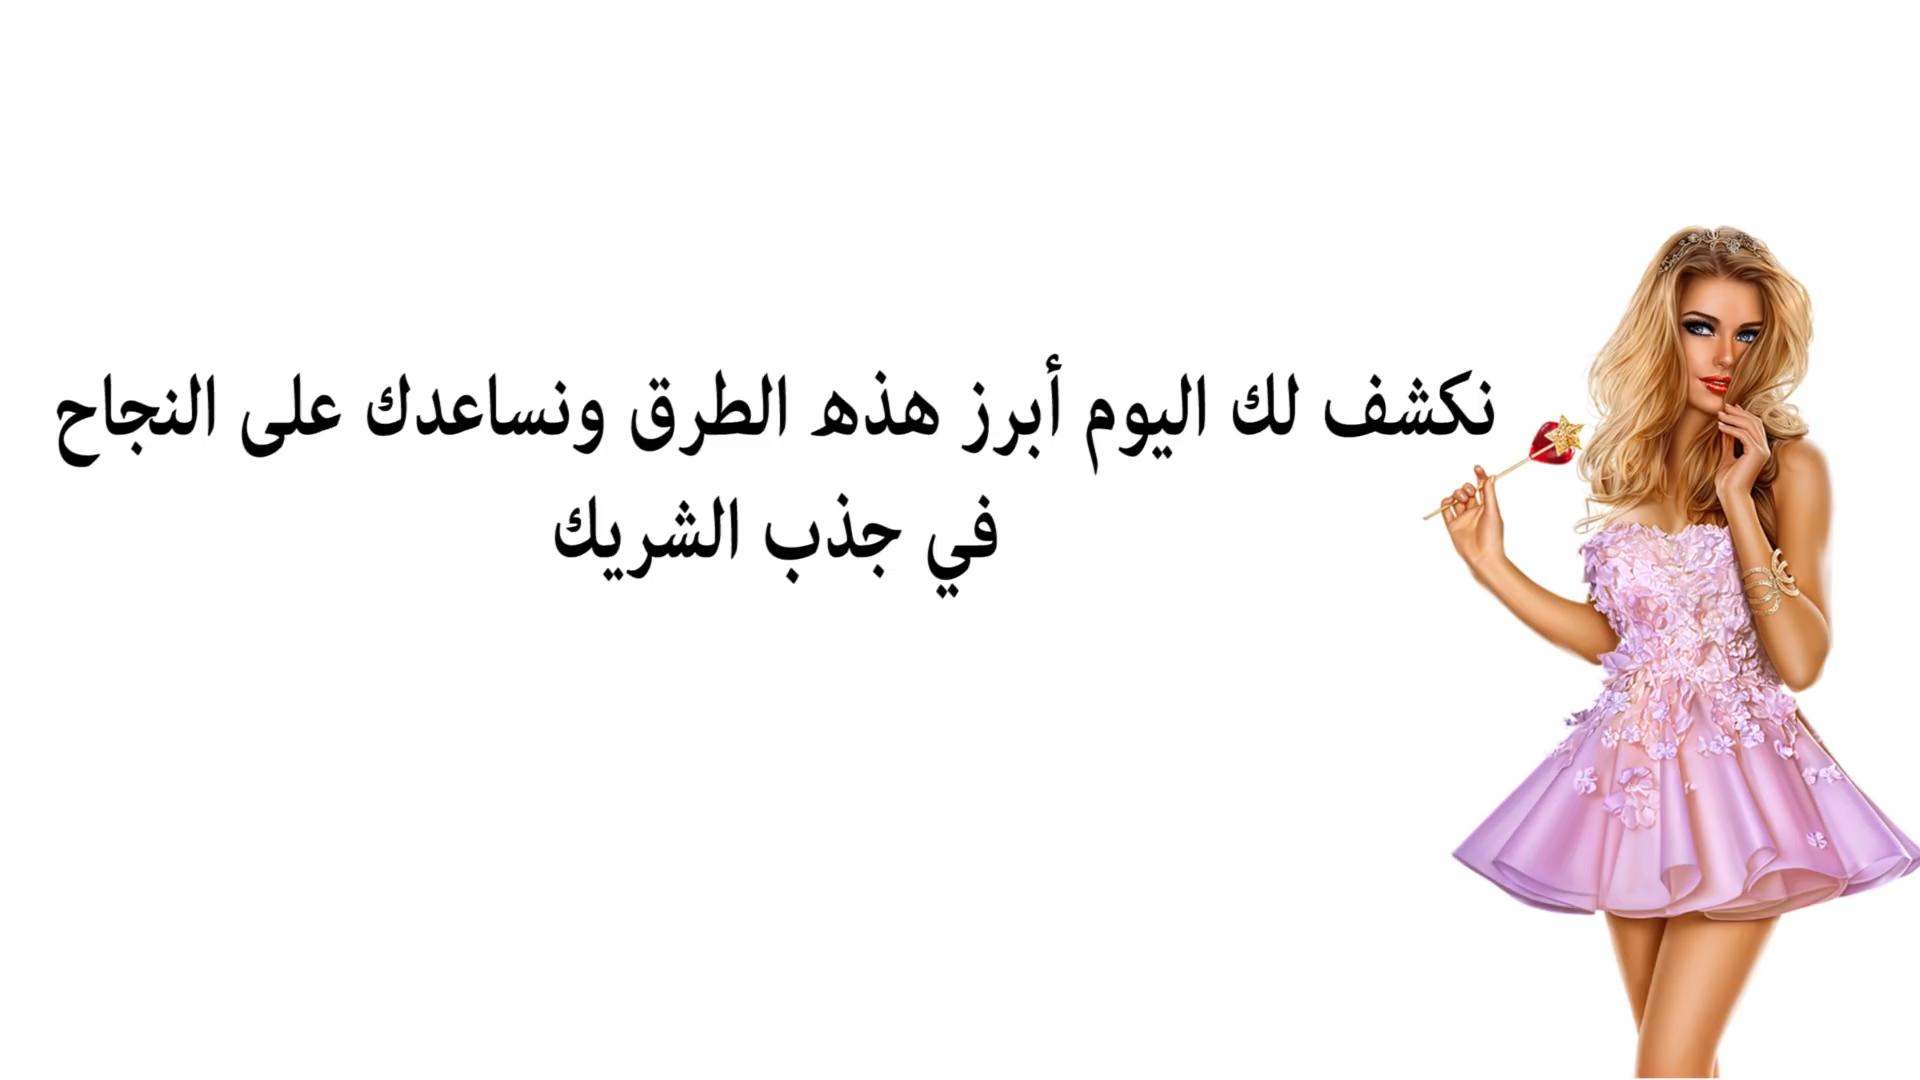 نكشف لك اليوم أبرز هذه الطرق ونساعدك على النجاح
في جذب الشريك